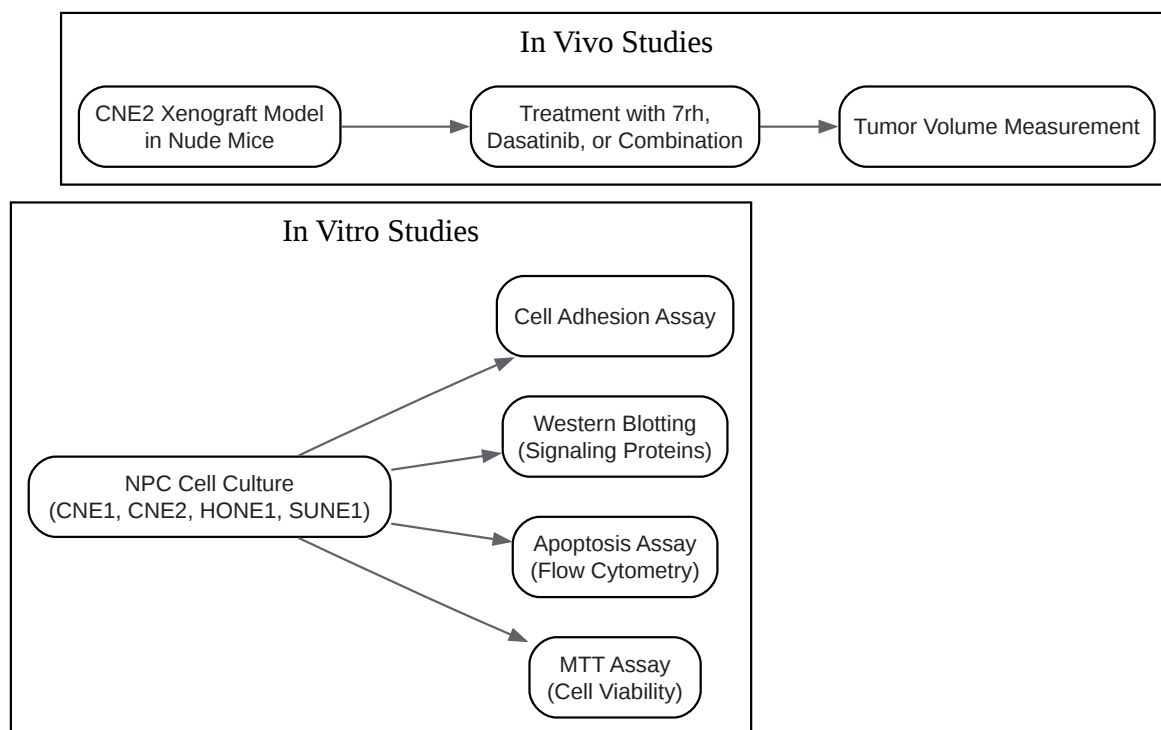 In Vivo Studies
CNE2 Xenograft Model
in Nude Mice
Treatment with 7rh,
Dasatinib, or Combination
Tumor Volume Measurement
In Vitro Studies
Cell Adhesion Assay
Western Blotting
(Signaling Proteins)
NPC Cell Culture
(CNE1, CNE2, HONE1, SUNE1)
Apoptosis Assay
(Flow Cytometry)
MTT Assay
(Cell Viability)